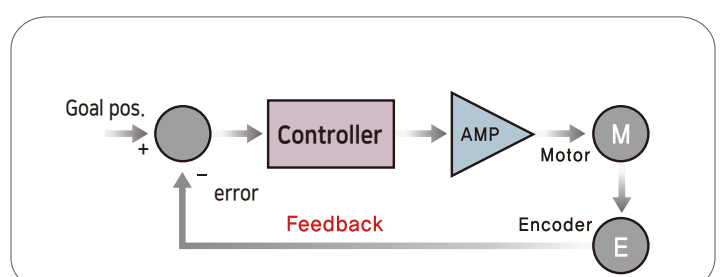 Goal pos.
+
Controller
AMP
Motor
M
−
error
Feedback
Encoder
E